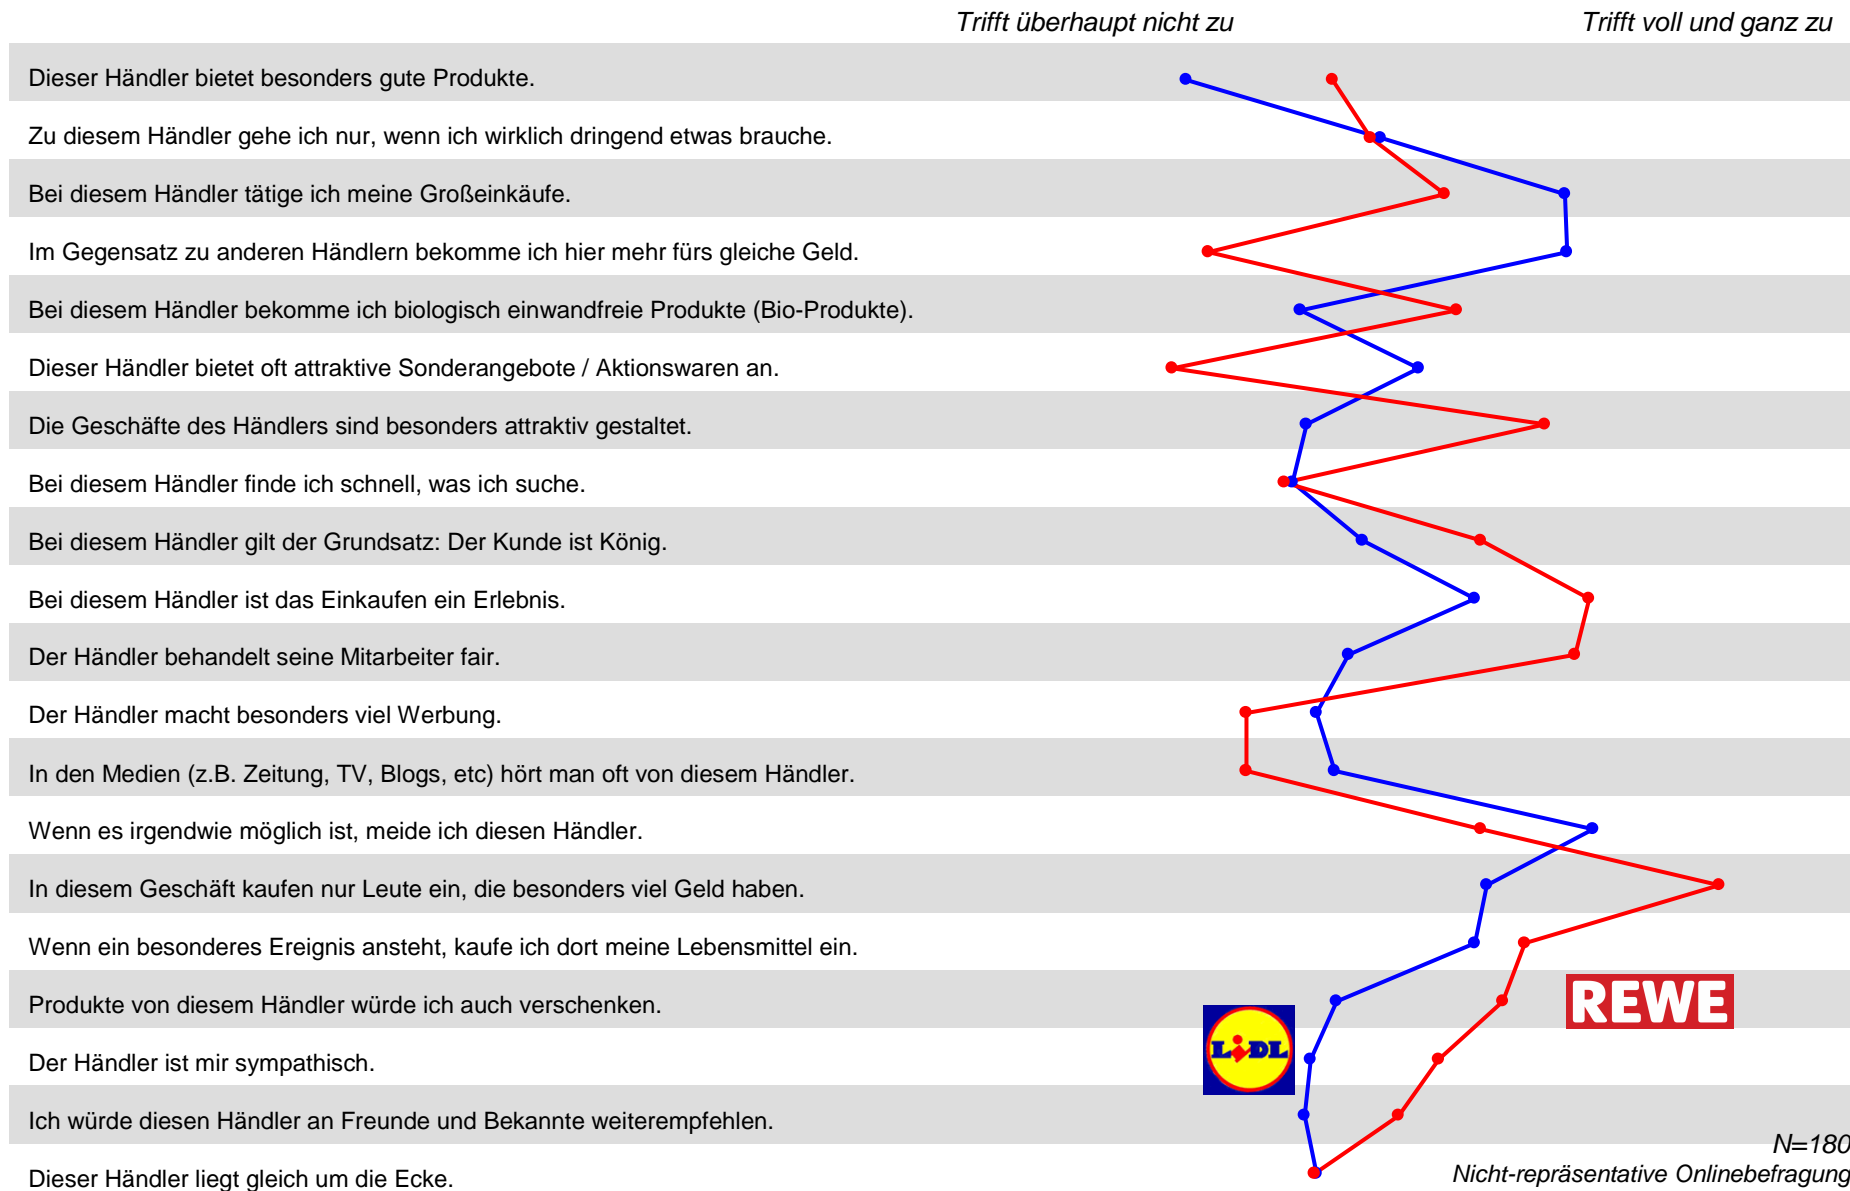 Trifft überhaupt nicht zu
Trifft voll und ganz zu
Dieser Händler bietet besonders gute Produkte.
Zu diesem Händler gehe ich nur, wenn ich wirklich dringend etwas brauche.
Bei diesem Händler tätige ich meine Großeinkäufe.
Im Gegensatz zu anderen Händlern bekomme ich hier mehr fürs gleiche Geld.
Bei diesem Händler bekomme ich biologisch einwandfreie Produkte (Bio-Produkte).
Dieser Händler bietet oft attraktive Sonderangebote / Aktionswaren an.
Die Geschäfte des Händlers sind besonders attraktiv gestaltet.
Bei diesem Händler finde ich schnell, was ich suche.
Bei diesem Händler gilt der Grundsatz: Der Kunde ist König.
Bei diesem Händler ist das Einkaufen ein Erlebnis.
Der Händler behandelt seine Mitarbeiter fair.
Der Händler macht besonders viel Werbung.
In den Medien (z.B. Zeitung, TV, Blogs, etc) hört man oft von diesem Händler.
Wenn es irgendwie möglich ist, meide ich diesen Händler.
In diesem Geschäft kaufen nur Leute ein, die besonders viel Geld haben.
Wenn ein besonderes Ereignis ansteht, kaufe ich dort meine Lebensmittel ein.
Produkte von diesem Händler würde ich auch verschenken.
REWE
LiDL
Der Händler ist mir sympathisch.
Ich würde diesen Händler an Freunde und Bekannte weiterempfehlen.
Dieser Händler liegt gleich um die Ecke.
N=180
Nicht-repräsentative Onlinebefragung